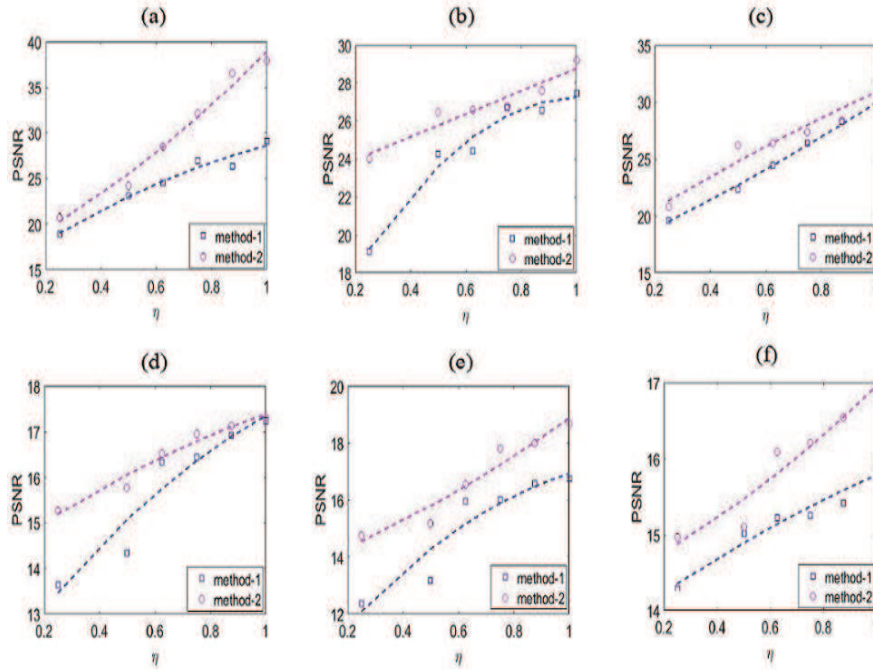 (a)
40
35
30
25
20
15
PSNR
method-1
method-2
0.2 0.4 0.6 0.8 1
η
(b)
30
28
26
24
22
20
18
PSNR
method-1
method-2
0.2 0.4 0.6 0.8 1
η
(c)
35
30
25
20
15
PSNR
method-1
method-2
0.2 0.4 0.6 0.8
η
(d)
18
17
16
15
14
13
PSNR
method-1
method-2
0.2 0.4 0.6 0.8 1
η
(e)
20
18
16
14
12
PSNR
method-1
method-2
0.2 0.4 0.6 0.8 1
η
(f)
17
16
15
14
PSNR
method-1
method-2
0.2 0.4 0.6 0.8
η